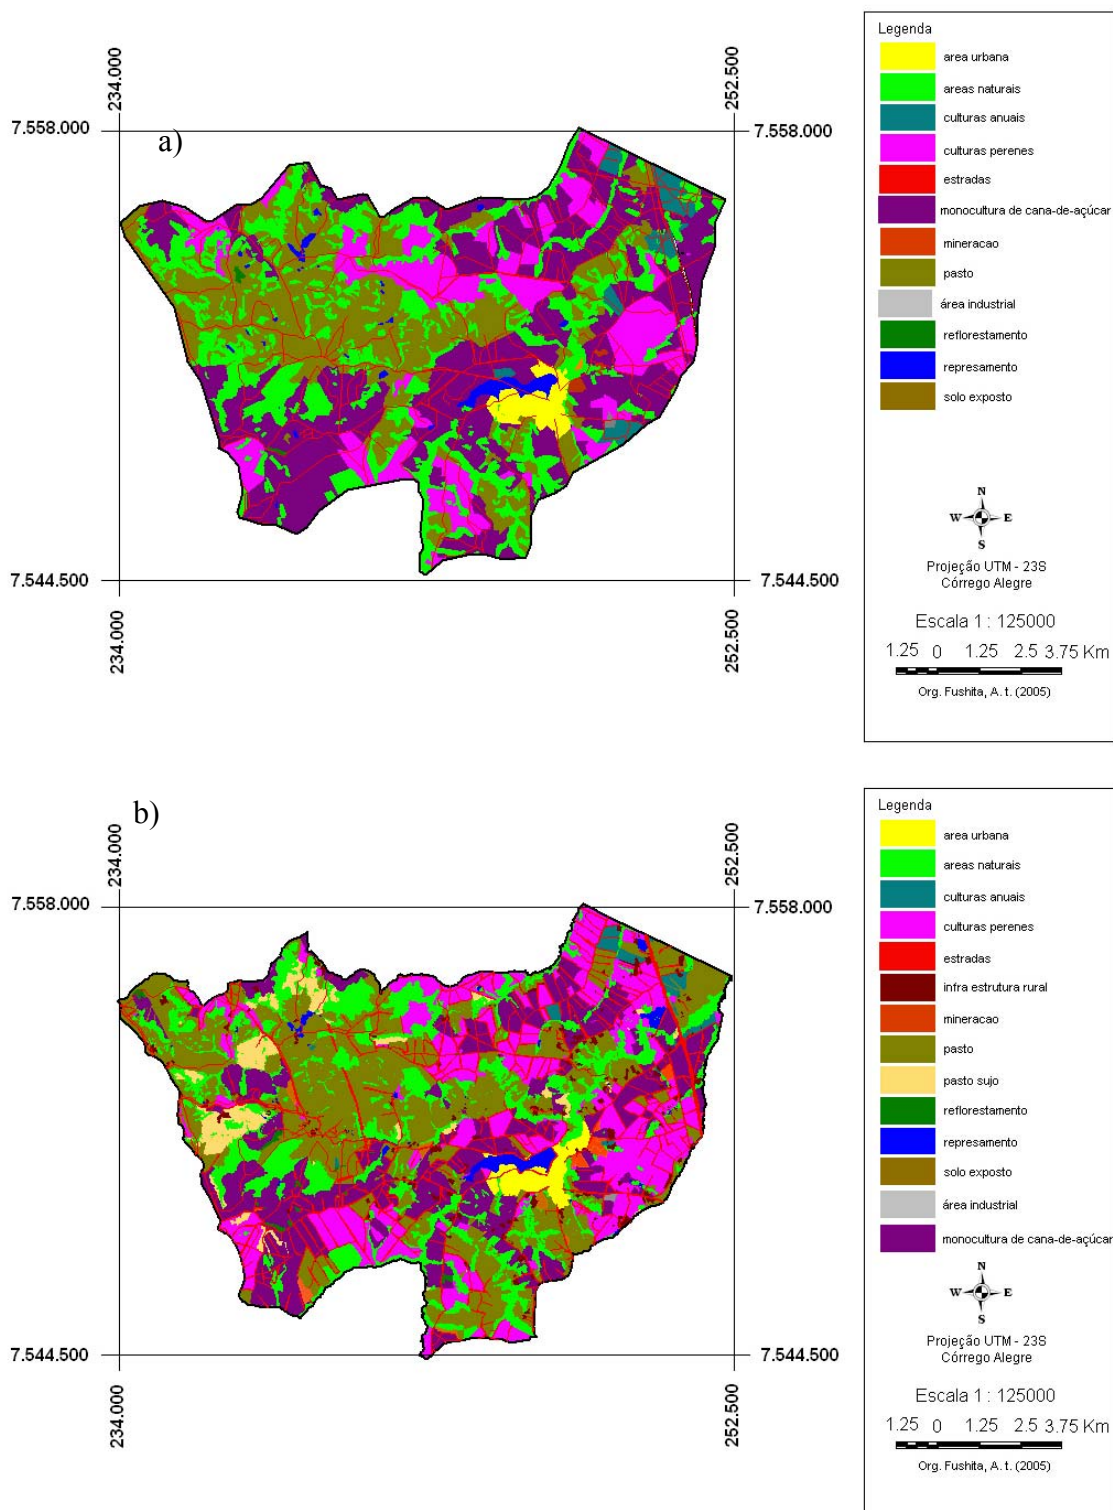 a)
234.000
252.500
7.558.000
7.558.000
7.544.500
7.544.500
234.000
252.500
Legenda
area urbana
areas naturais
culturas anuais
culturas perenes
estradas
monocultura de cana-de-açúcar
mineracao
pasto
área industrial
reflorestamento
represamento
solo exposto
N
W E
S
Projeção UTM - 23S
Córrego Alegre
Escala 1 : 125000
1.25 0 1.25 2.5 3.75 Km
Org. Fushita, A. t. (2005)
b)
234.000
252.500
7.558.000
7.558.000
7.544.500
7.544.500
234.000
252.500
Legenda
area urbana
areas naturais
culturas anuais
culturas perenes
estradas
infra estrutura rural
mineracao
pasto
pasto sujo
reflorestamento
represamento
solo exposto
área industrial
monocultura de cana-de-açúcar
N
W E
S
Projeção UTM - 23S
Córrego Alegre
Escala 1 : 125000
1.25 0 1.25 2.5 3.75 Km
Org. Fushita, A. t. (2005)